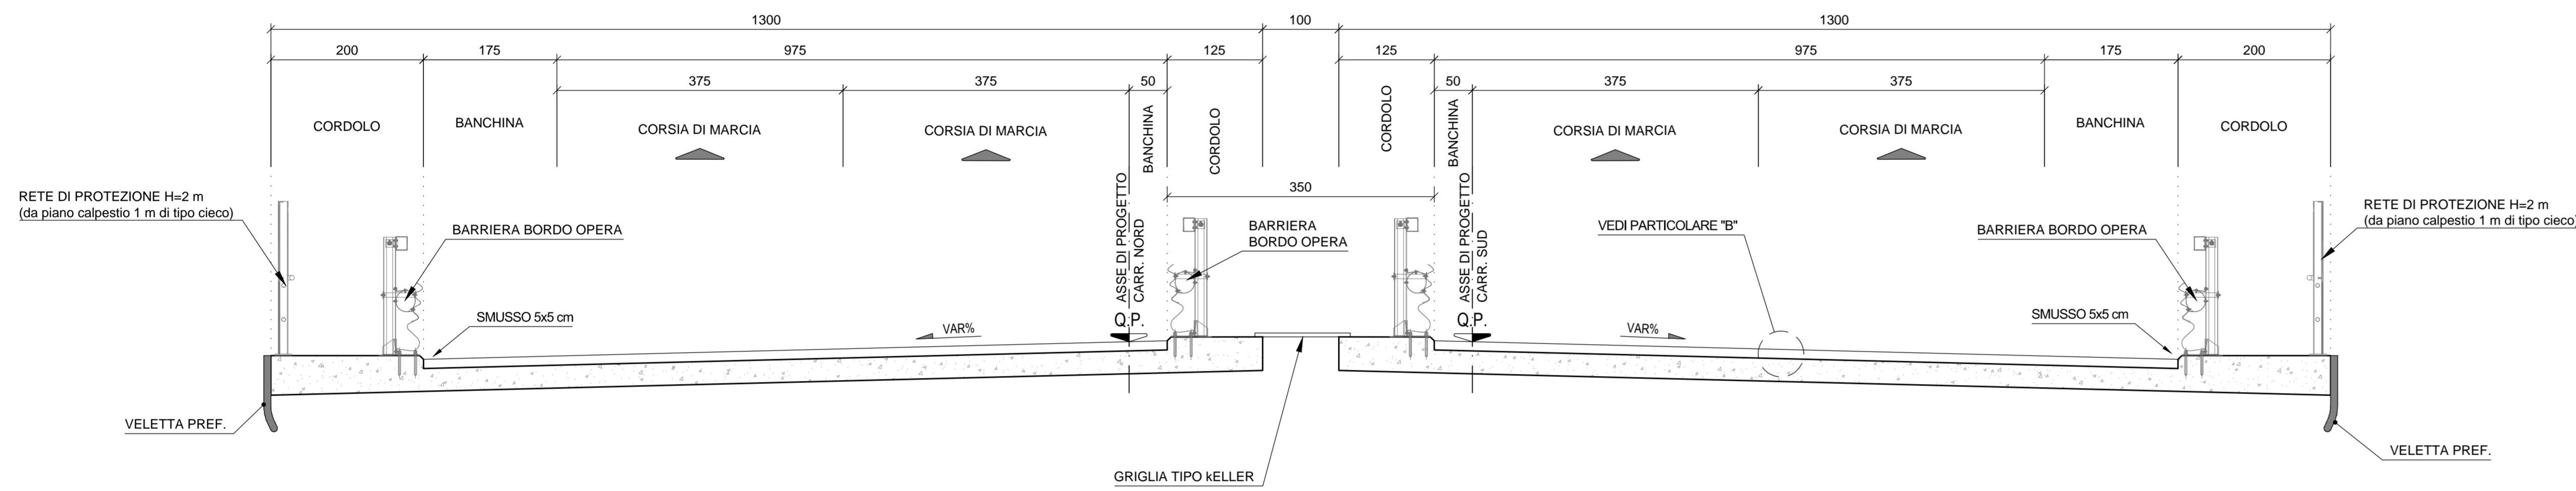 1300 100 1300
200 175 975 125 125 975 175 200
375 375 50 50 375 375
CORDOLO BANCHINA CORSIA DI MARCIA CORSIA DI MARCIA BANCHINA CORDOLO CORDOLO BANCHINA CORSIA DI MARCIA CORSIA DI MARCIA BANCHINA CORDOLO
350
RETE DI PROTEZIONE H=2 m
(da piano calpestio 1 m di tipo cieco)
BARRIERA BORDO OPERA
ASSE DI PROGETTO
CARR. NORD
BARRIERA
BORDO OPERA
ASSE DI PROGETTO
CARR. SUD
VEDI PARTICOLARE "B"
BARRIERA BORDO OPERA
RETE DI PROTEZIONE H=2 m
(da piano calpestio 1 m di tipo cieco)
SMUSSO 5x5 cm
VAR%
Q.P.
Q.P.
VAR%
SMUSSO 5x5 cm
VELETTA PREF.
GRIGLIA TIPO kELLER
VELETTA PREF.